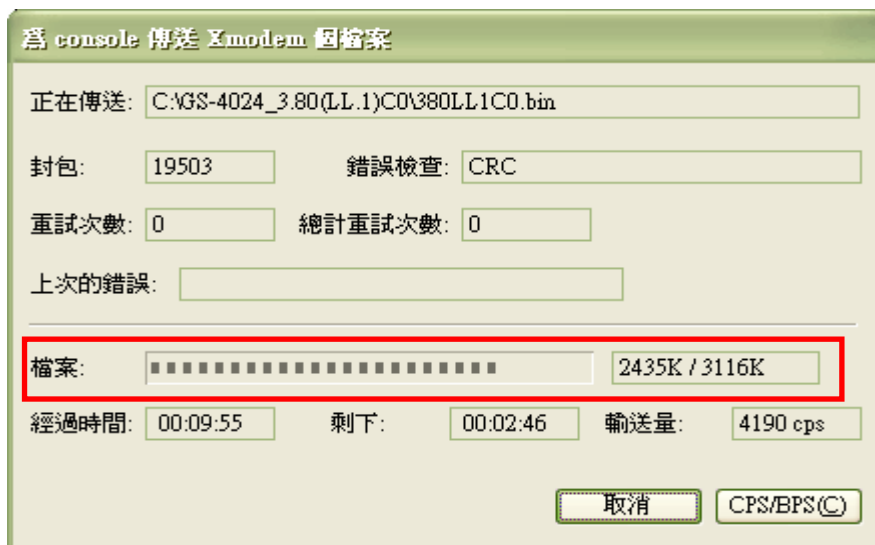 為 console 傳送 Xmodem 個檔案
正在傳送: C:\GS-4024_3.80(LL.1)C0\380LL1C0.bin
封包: 19503 錯誤檢查: CRC
重試次數: 0 總計重試次數: 0
上次的錯誤:
檔案: 2435K / 3116K
經過時間: 00:09:55 剩下: 00:02:46 輸送量: 4190 cps
取消 CPS/BPS(C)